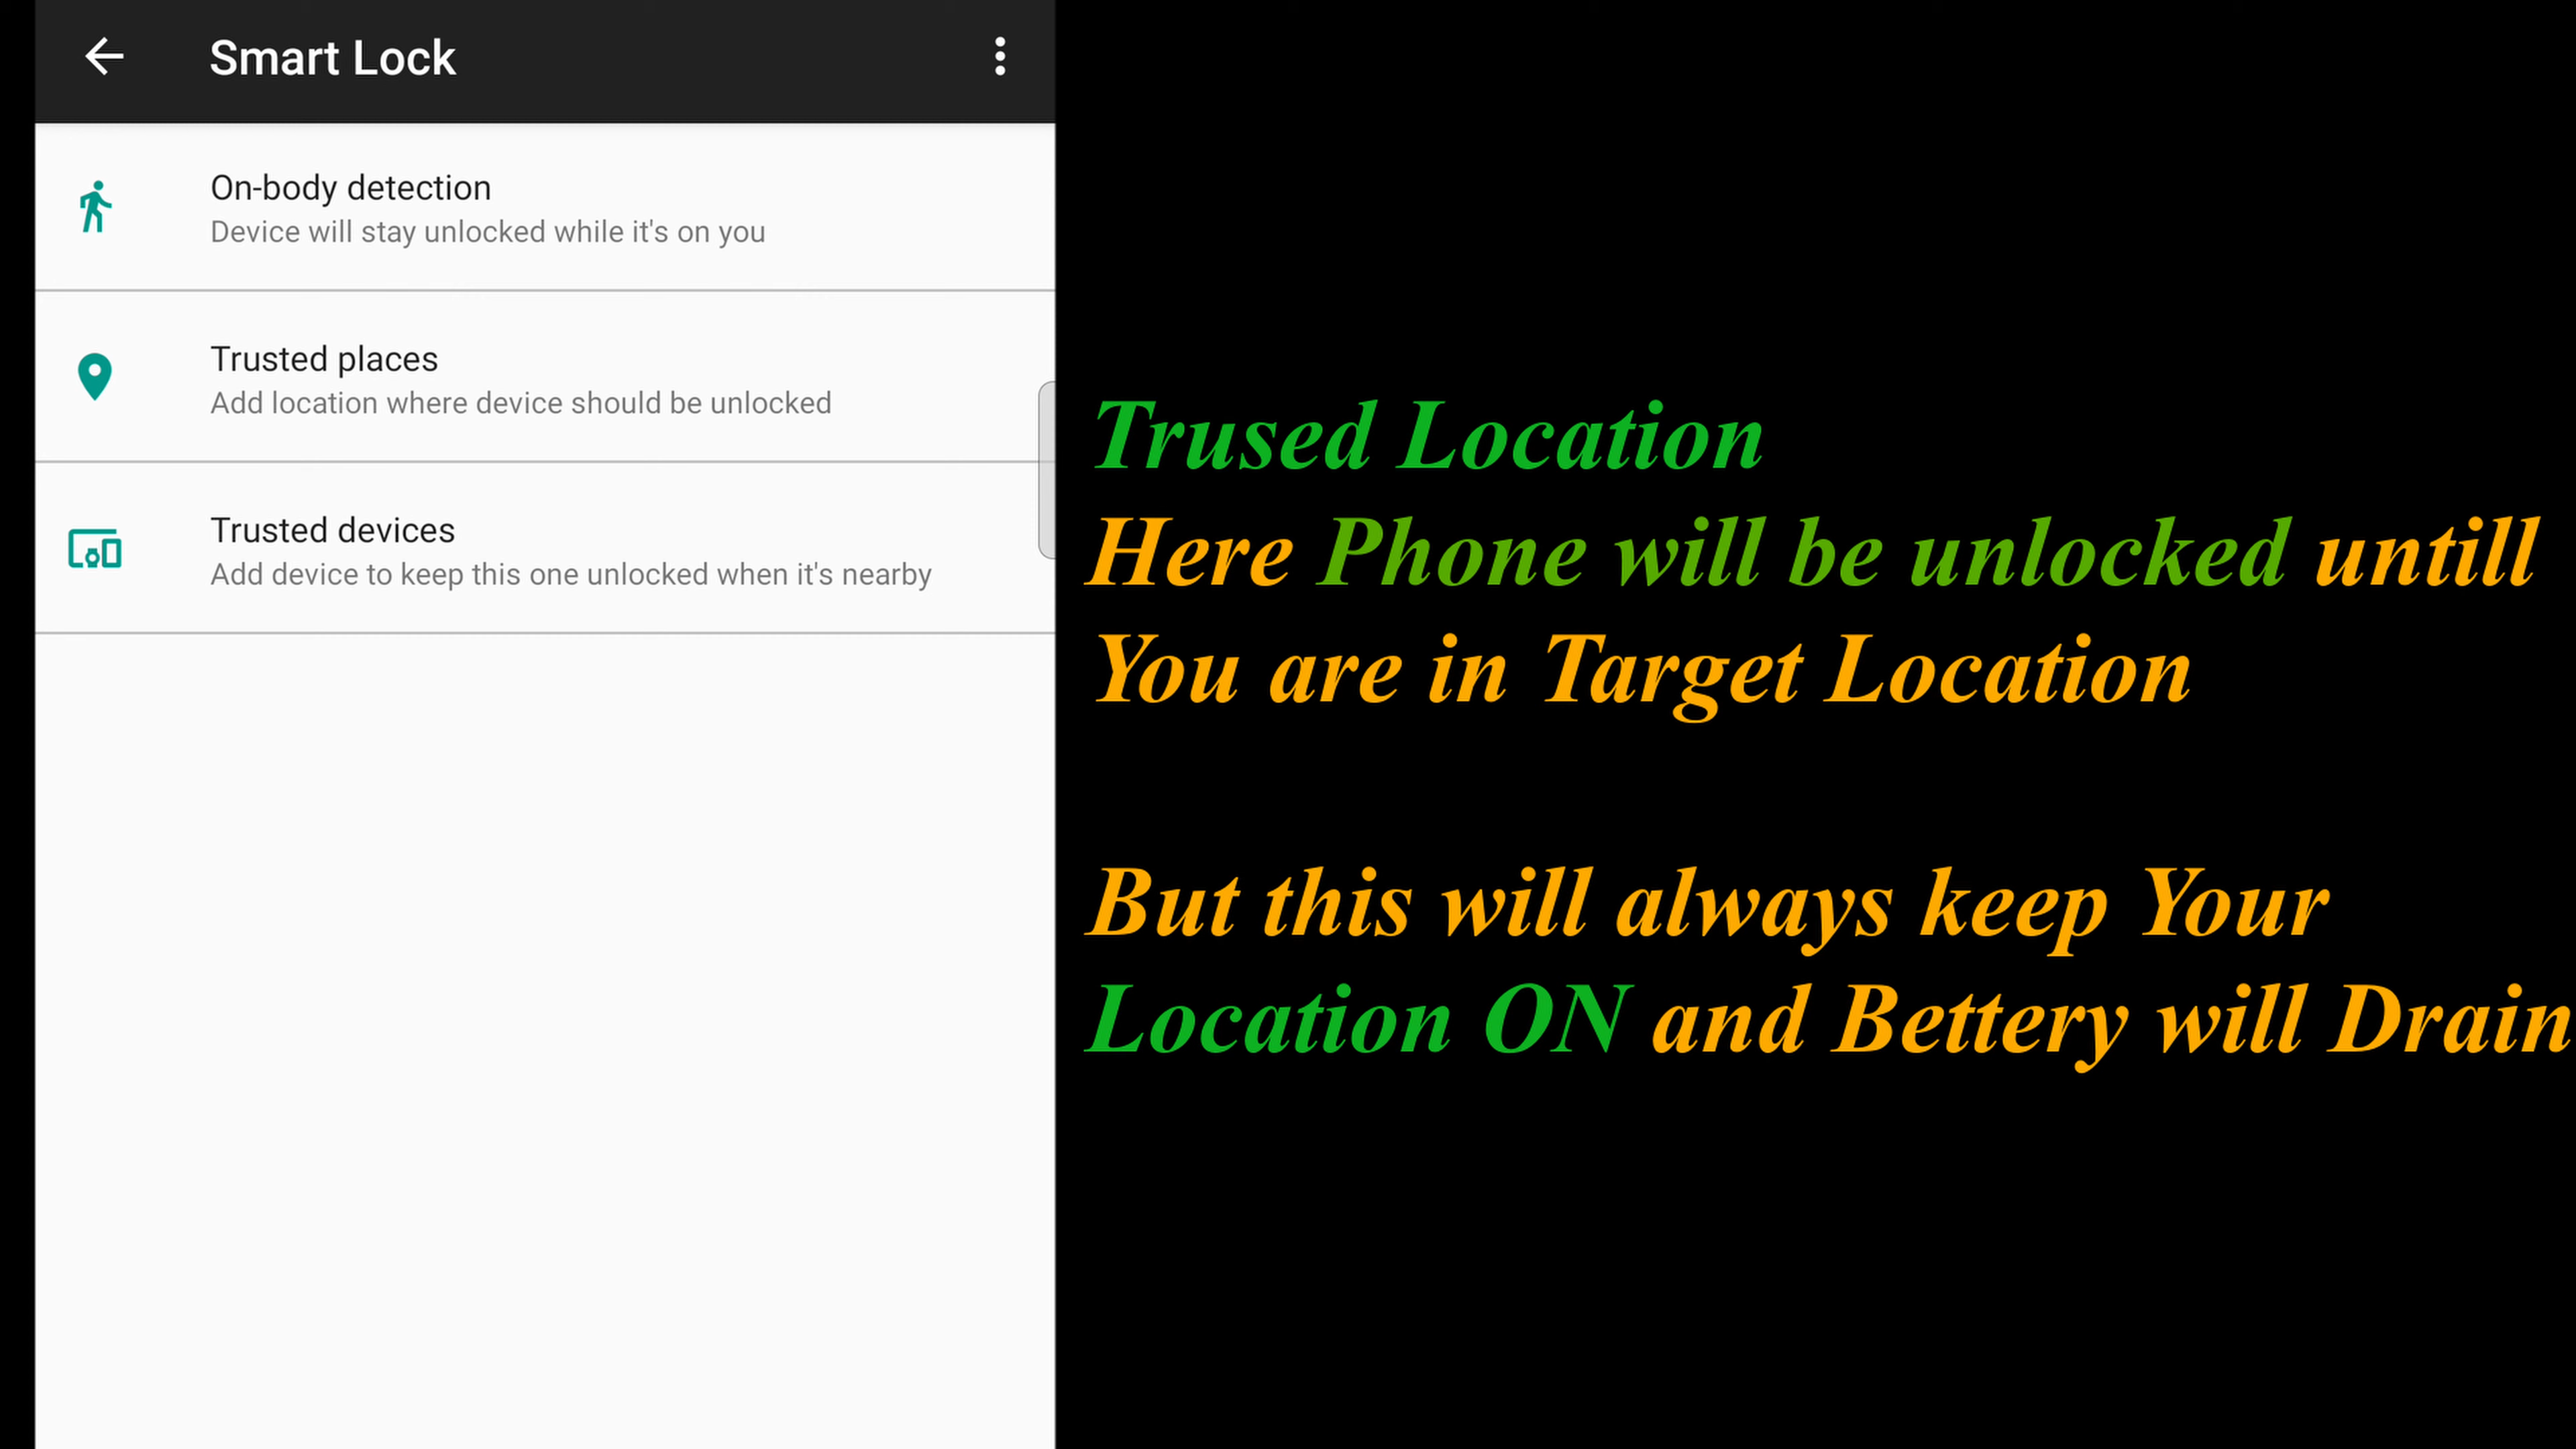 Smart Lock
On-body detection
Device will stay unlocked while it's on you
Trusted places
Add location where device should be unlocked
Trusted devices
Add device to keep this one unlocked when it's nearby
Trused Location
Here Phone will be unlocked untill
You are in Target Location
But this will always keep Your
Location ON and Bettery will Drain